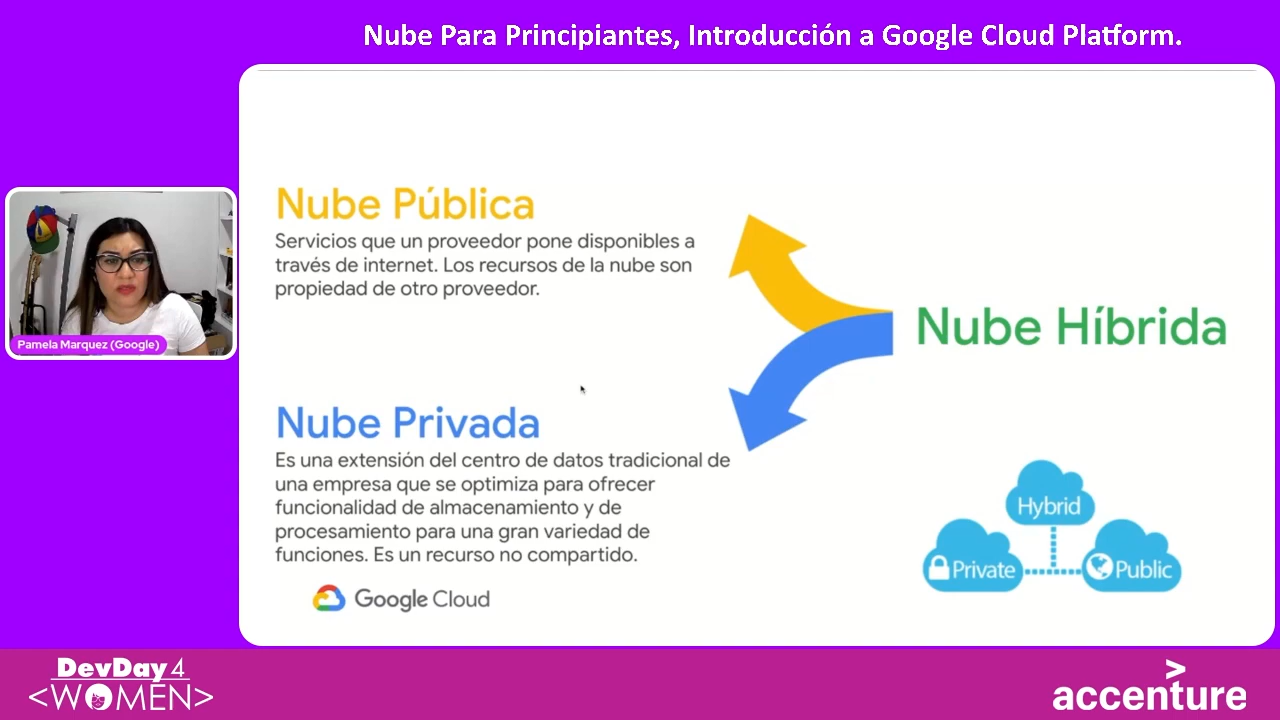 Nube Para Principiantes, Introducción a Google Cloud Platform.
Nube Pública
Servicios que un proveedor pone disponibles a
través de internet. Los recursos de la nube son
propiedad de otro proveedor.
Nube Híbrida
Pamela Marquez (Google)
Nube Privada
Es una extensión del centro de datos tradicional de
una empresa que se optimiza para ofrecer
funcionalidad de almacenamiento y de
procesamiento para una gran variedad de
funciones. Es un recurso no compartido.
Hybrid
Private
Public
Google Cloud
DevDay4
<WOMEN>
accenture